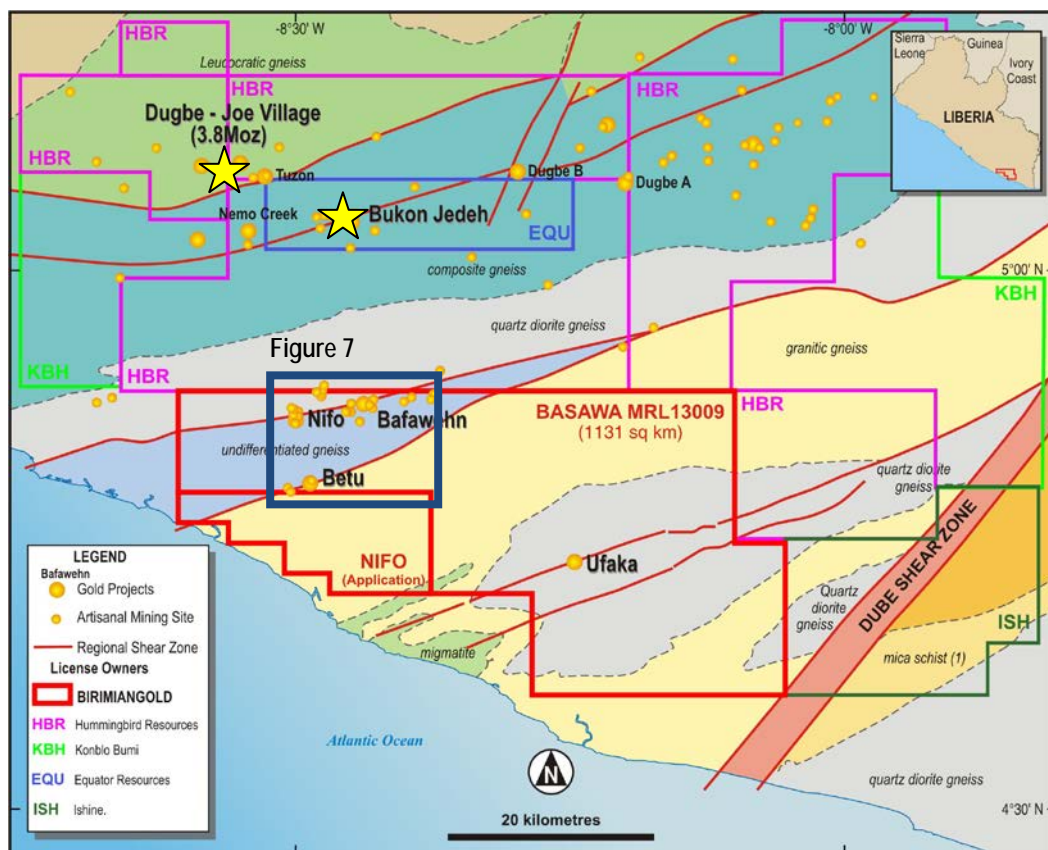 -8°30' W
-8°00' W
HBR
Sierra
Leone
Guinea
Ivory
Coast
LIBERIA
Leucocratic gneiss
HBR
HBR
Dugbe - Joe Village
(3.8Moz)
HBR
Tuzon
Dugbe B
Dugbe A
Nemo Creek
Bukon Jedeh
EQU
composite gneiss
5°00' N
KBH
quartz diorite gneiss
Figure 7
granitic gneiss
KBH
HBR
BASAWA MRL13009
(1131 sq km)
HBR
Nifo
Bafawehn
undifferentiated gneiss
Betu
quartz diorite
gneiss
NIFO
(Application)
Ufaka
Quartz
diorite
gneiss
DUBE SHEAR ZONE
ISH
mica schist (1)
migmatite
LEGEND
Bafawehn
Gold Projects
Artisanal Mining Site
Regional Shear Zone
License Owners
BIRIMIANGOLD
HBR Hummingbird Resources
KBH Konblo Bumi
EQU Equator Resources
ISH Ishine.
Atlantic Ocean
N
quartz diorite gneiss
20 kilometres
4°30' N